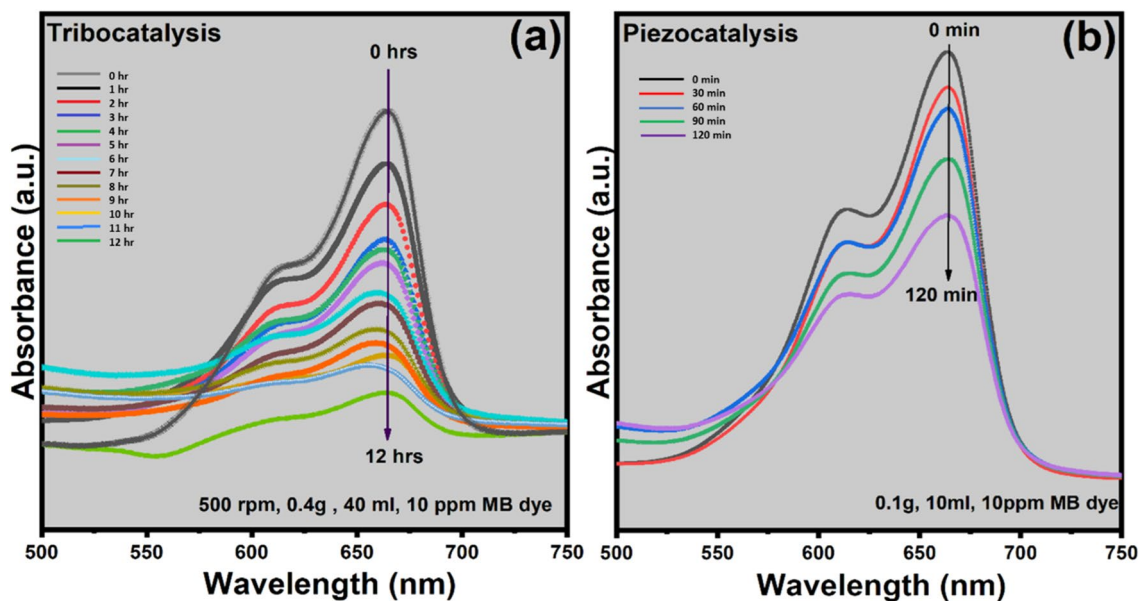 Tribocatalysis
(a)
0 hrs
0 hr
1 hr
2 hr
3 hr
4 hr
5 hr
6 hr
7 hr
8 hr
9 hr
10 hr
11 hr
12 hr
12 hrs
500 rpm, 0.4g , 40 ml, 10 ppm MB dye
Absorbance (a.u.)
500 550 600 650 700 750
Wavelength (nm)
Piezocatalysis
(b)
0 min
0 min
30 min
60 min
90 min
120 min
120 min
0.1g, 10ml, 10ppm MB dye
Absorbance (a.u.)
500 550 600 650 700 750
Wavelength (nm)